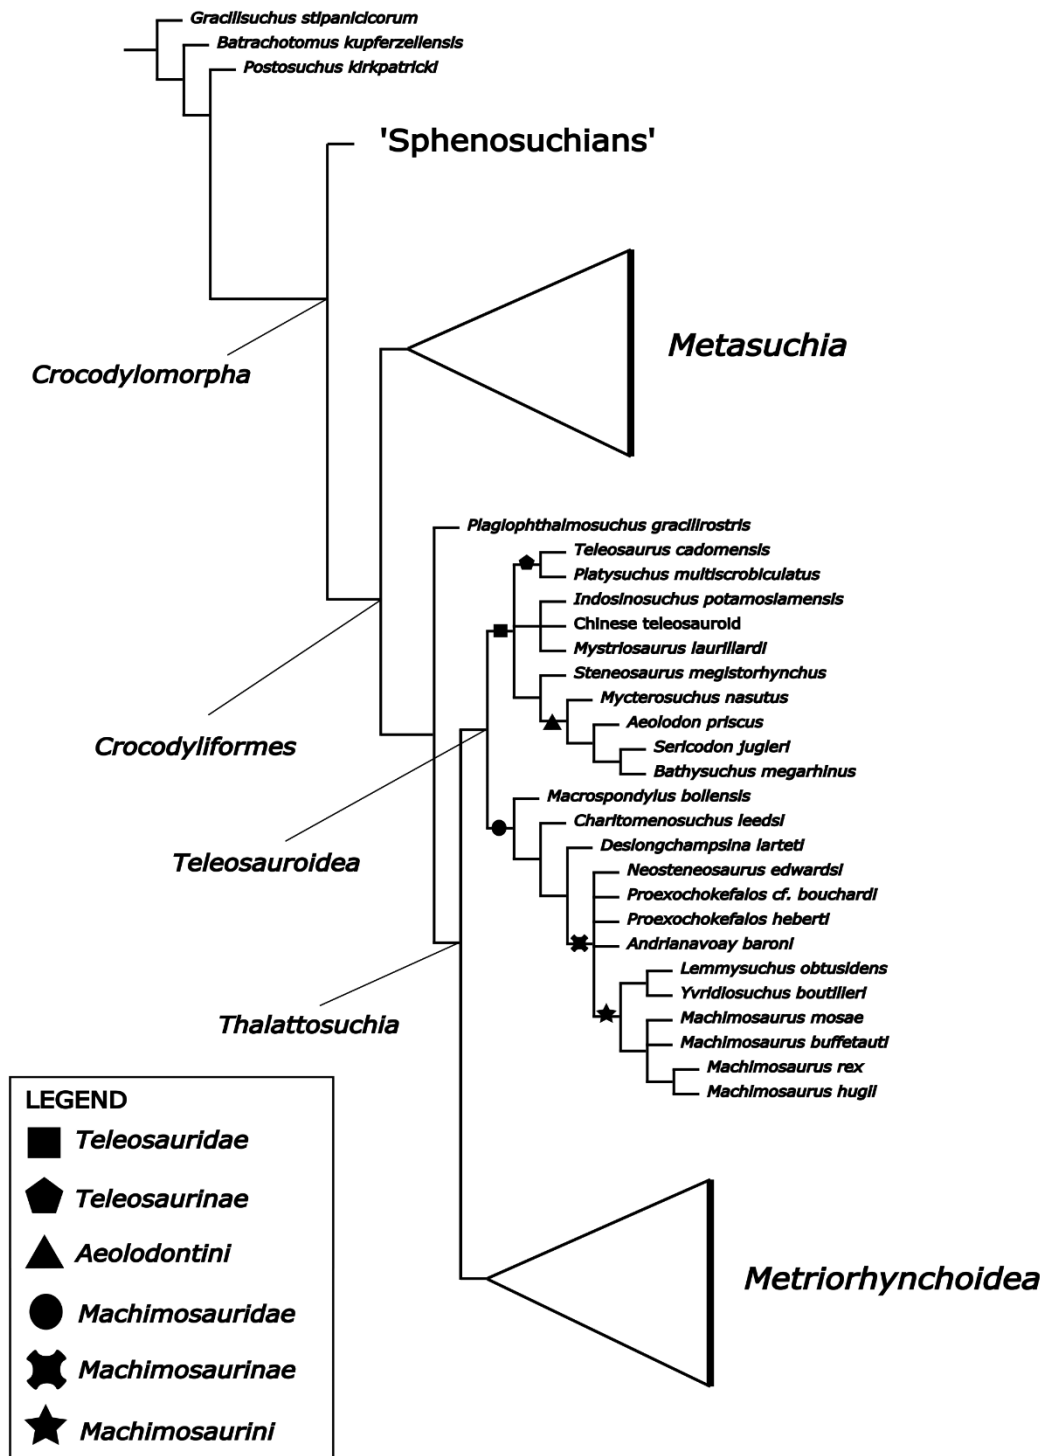 Gracilisuchus stipanicicorum
Batrachotomus kupferzellensis
Postosuchus kirkpatricki
'Sphenosuchians'
Metasuchia
Crocodylomorpha
Plagiophthalmosuchus gracilirostris
Teleosaurus cadomensis
Platysuchus multiscrobiculatus
Indosinosuchus potamosiamensis
Chinese teleosauroid
Mystriosaurus laurillardi
Steneosaurus megistorhynchus
Mycterosuchus nasutus
Aeolodon priscus
Sericodon jugleri
Bathysuchus megarhinus
Crocodyliformes
Macrospondylus bollensis
Charitomenosuchus leedsi
Deslongchampsina larteti
Teleosauroidea
Neosteneosaurus edwardsi
Proexochokefalos cf. bouchardi
Proexochokefalos heberti
Andrianavoay baroni
Lemmysuchus obtusidens
Yvridiosuchus boutilieri
Machimosaurus mosae
Thalattosuchia
Machimosaurus buffetauti
Machimosaurus rex
Machimosaurus hugii
Metriorhynchoidea
LEGEND
Teleosauridae
Teleosaurinae
Aeolodontini
Machimosauridae
Machimosaurinae
Machimosaurini